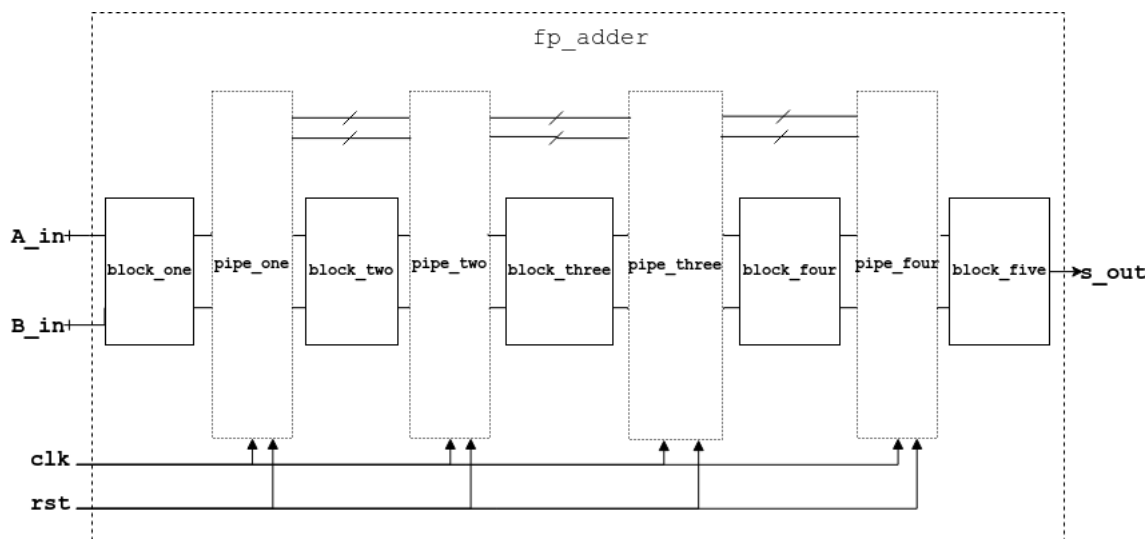 fp_adder
A_in
B_in
block_one
pipe_one
block_two
pipe_two
block_three
pipe_three
block_four
pipe_four
block_five
s_out
clk
rst